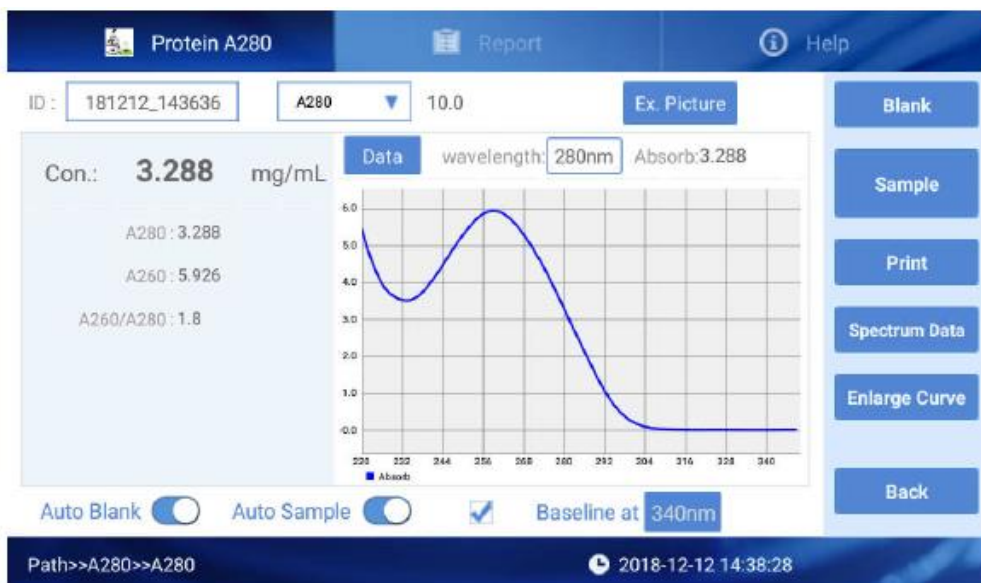 Protein A280 Report Help
ID : 181212_143636 A280 10.0 Ex. Picture
Blank
Con.: 3.288 mg/mL
Data wavelength: 280nm Absorb:3.288
Sample
A280 : 3.288
A260 : 5.926
A260/A280 : 1.8
Print
Spectrum Data
Enlarge Curve
6.0
5.0
4.0
3.0
2.0
1.0
-0.0
220 232 244 256 268 280 292 304 316 328 340
Absorb
Back
Auto Blank Auto Sample Baseline at 340nm
Path>>A280>>A280 2018-12-12 14:38:28